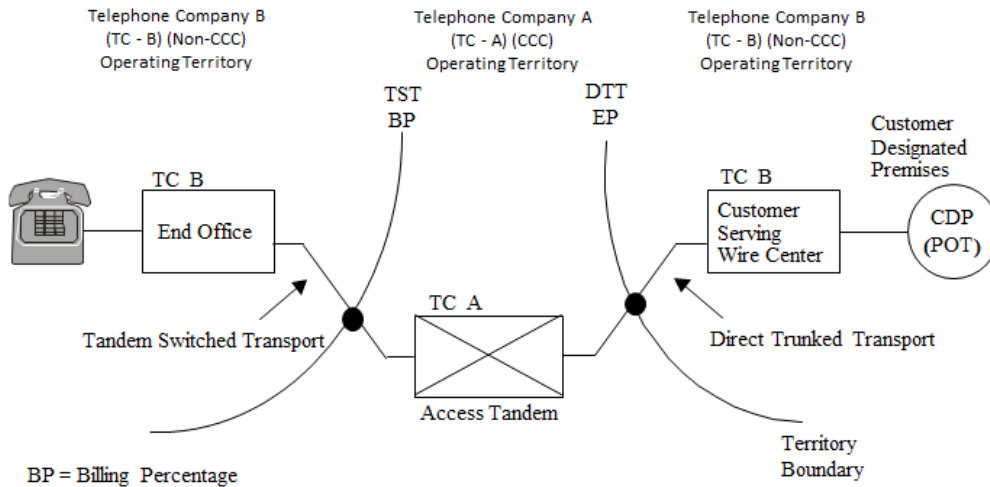 Telephone Company B
(TC - B) (Non-CCC)
Operating Territory
Telephone Company A
(TC - A) (CCC)
Operating Territory
Telephone Company B
(TC - B) (Non-CCC)
Operating Territory
TST
BP
DTT
EP
Customer
Designated
Premises
TC B
End Office
TC B
Customer
Serving
Wire Center
CDP
(POT)
TC A
Tandem Switched Transport
Direct Trunked Transport
Access Tandem
Territory
Boundary
BP = Billing Percentage